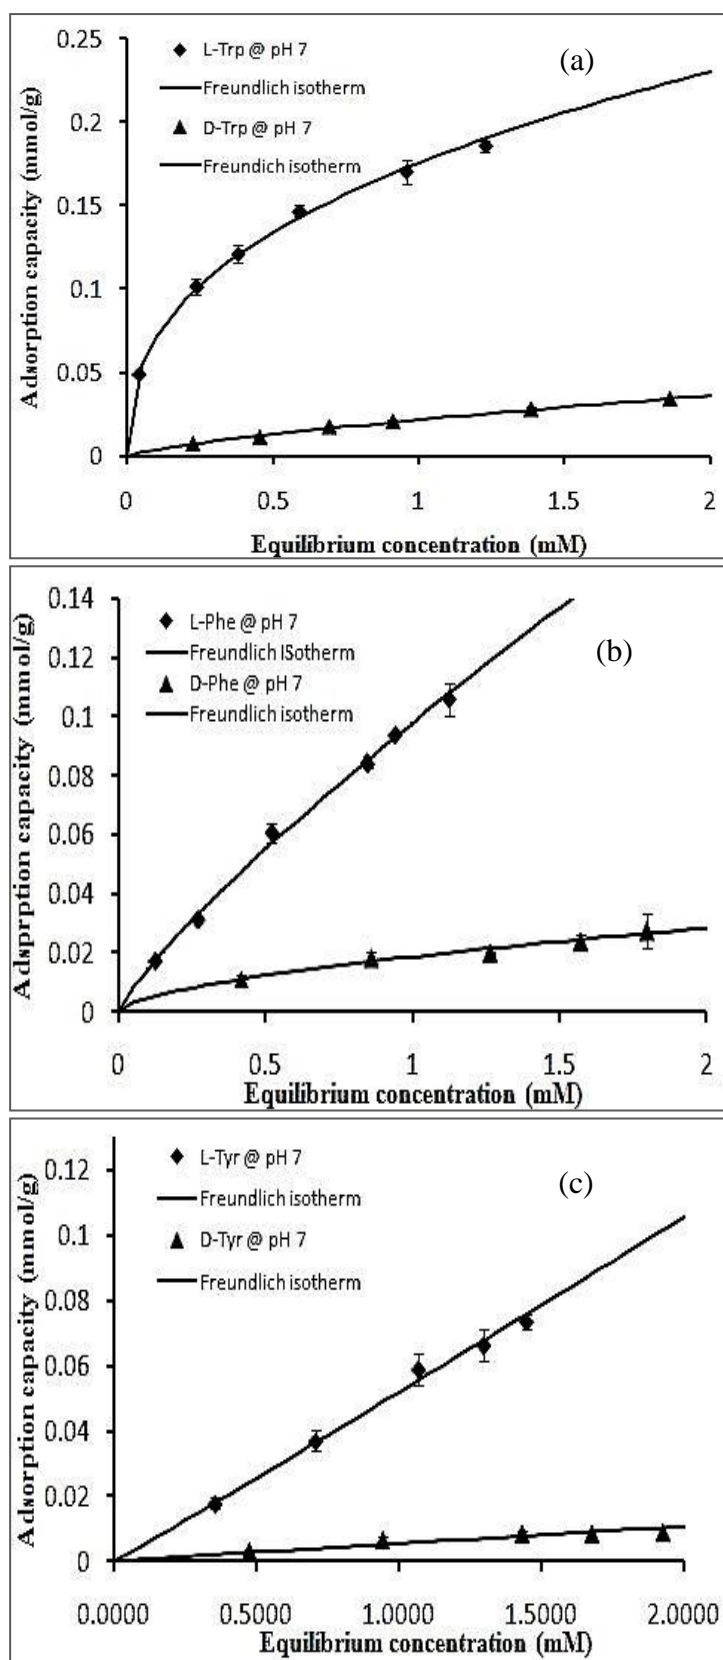 0.25
L-Trp @ pH 7
(a)
Freundlich isotherm
0.2
D-Trp @ pH 7
Freundich isotherm
0.15
0.1
0.05
0
Adsorption capacity (mmol/g)
0 0.5 1 1.5 2
Equilibrium concentration (mM)
0.14
L-Phe @ pH 7
Freundlich ISotherm
(b)
0.12
D-Phe @ pH 7
Freundlich isotherm
0.1
0.08
0.06
0.04
0.02
0
Adsprption capacity (mmol/g)
0 0.5 1 1.5 2
Equilibrium concentration (mM)
0.12
L-Tyr @ pH 7
(c)
Freundlich isotherm
0.1
D-Tyr @ pH 7
Freundlich isotherm
0.08
0.06
0.04
0.02
0
Adsorption capacity (mmol/g)
0.0000 0.5000 1.0000 1.5000 2.0000
Equilibrium concentration (mM)